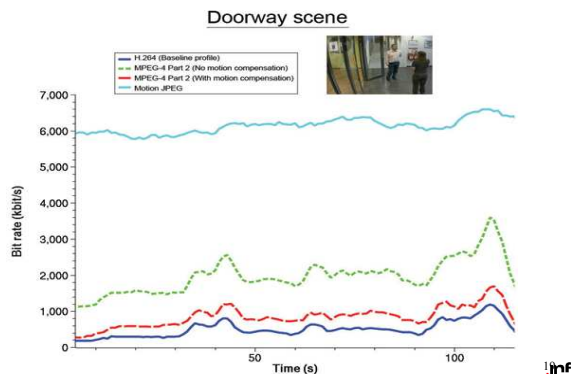 Doorway scene
H.264 (Baseline profile)
MPEG-4 Part 2 (No motion compensation)
MPEG-4 Part 2 (With motion compensation)
Motion JPEG
7,000
6,000
5,000
4,000
3,000
2,000
1,000
0
Bit rate (kbit/s)
50
100
Time (s)